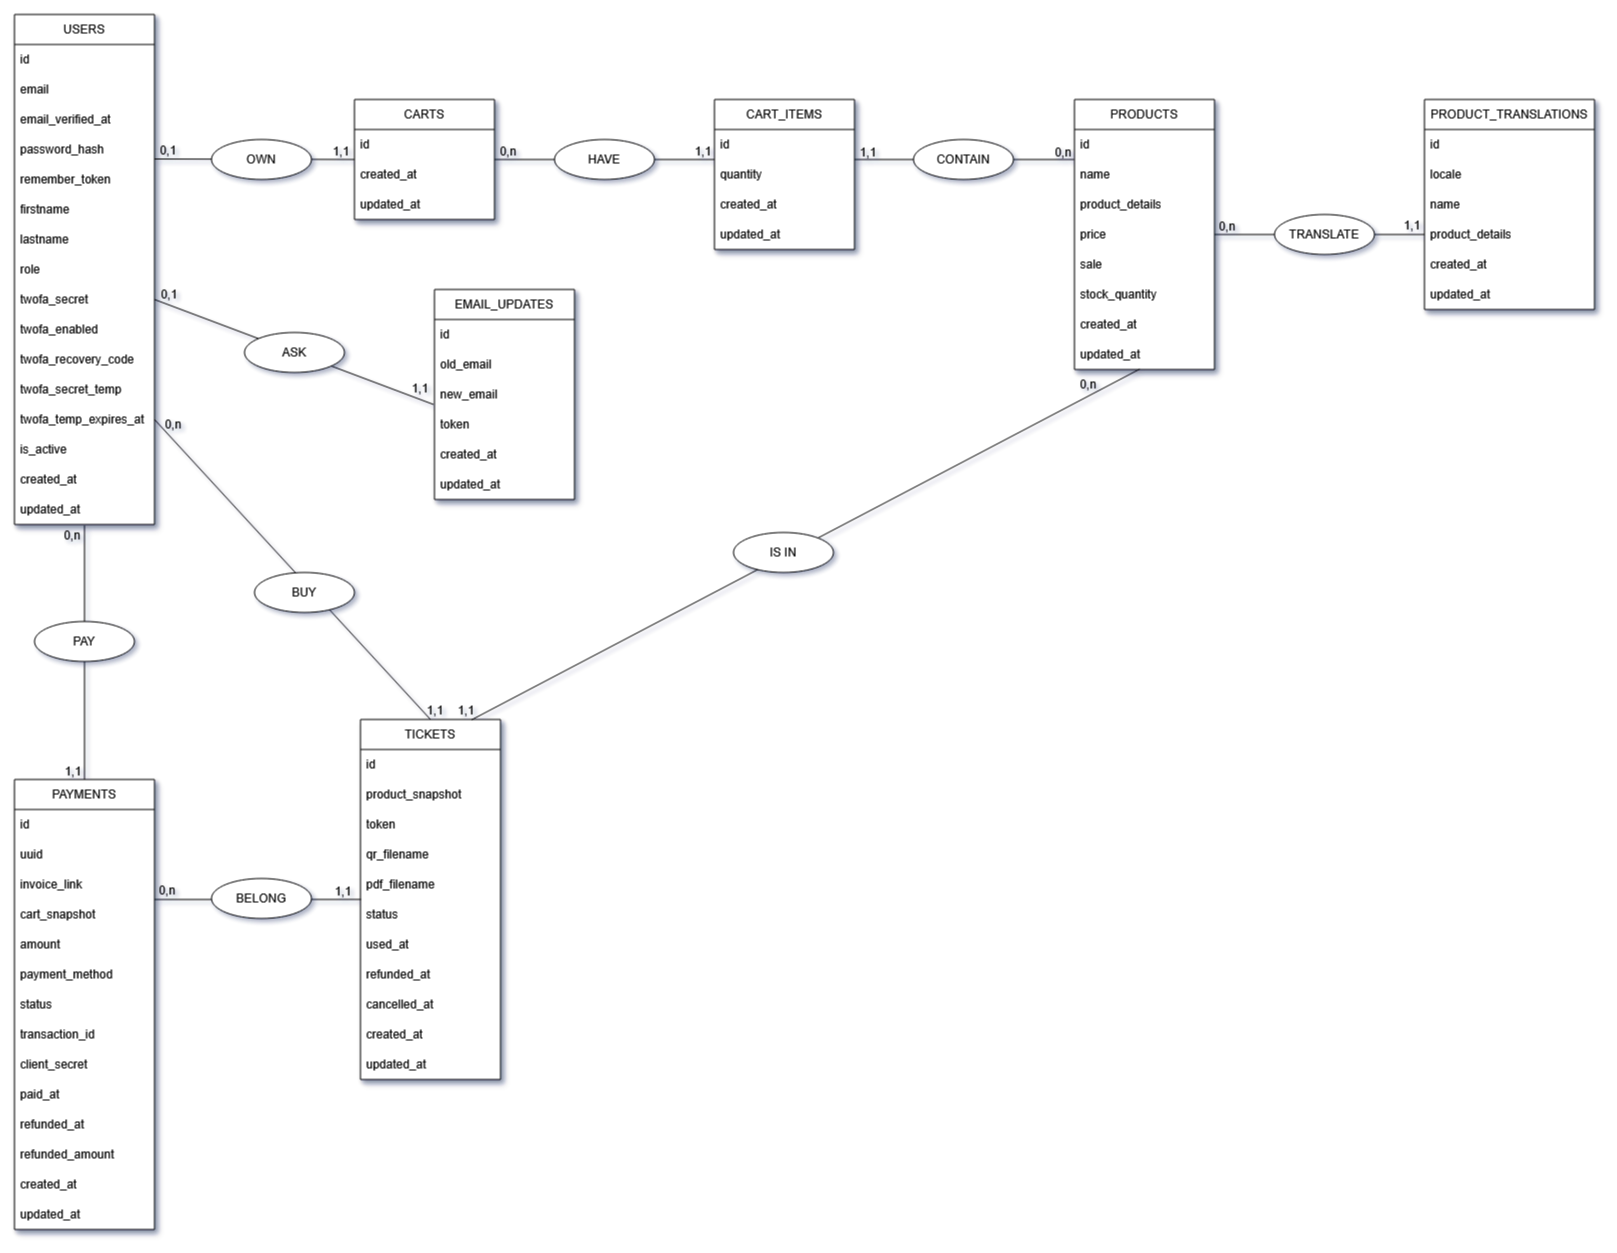 USERS
id
email
email_verified_at
password_hash
remember_token
firstname
lastname
role
twofa_secret
twofa_enabled
twofa_recovery_code
twofa_secret_temp
twofa_temp_expires_at
is_active
created_at
updated_at
0,1
OWN
1,1
CARTS
id
created_at
updated_at
0,n
HAVE
1,1
CART_ITEMS
id
quantity
created_at
updated_at
1,1
CONTAIN
0,n
PRODUCTS
id
name
product_details
price
sale
stock_quantity
created_at
updated_at
0,n
TRANSLATE
1,1
PRODUCT_TRANSLATIONS
id
locale
name
product_details
created_at
updated_at
0,1
ASK
1,1
EMAIL_UPDATES
id
old_email
new_email
token
created_at
updated_at
0,n
BUY
1,1
0,n
IS IN
1,1
0,n
PAY
1,1
TICKETS
id
product_snapshot
token
qr_filename
pdf_filename
status
used_at
refunded_at
cancelled_at
created_at
updated_at
PAYMENTS
id
uuid
invoice_link
cart_snapshot
amount
payment_method
status
transaction_id
client_secret
paid_at
refunded_at
refunded_amount
created_at
updated_at
0,n
BELONG
1,1